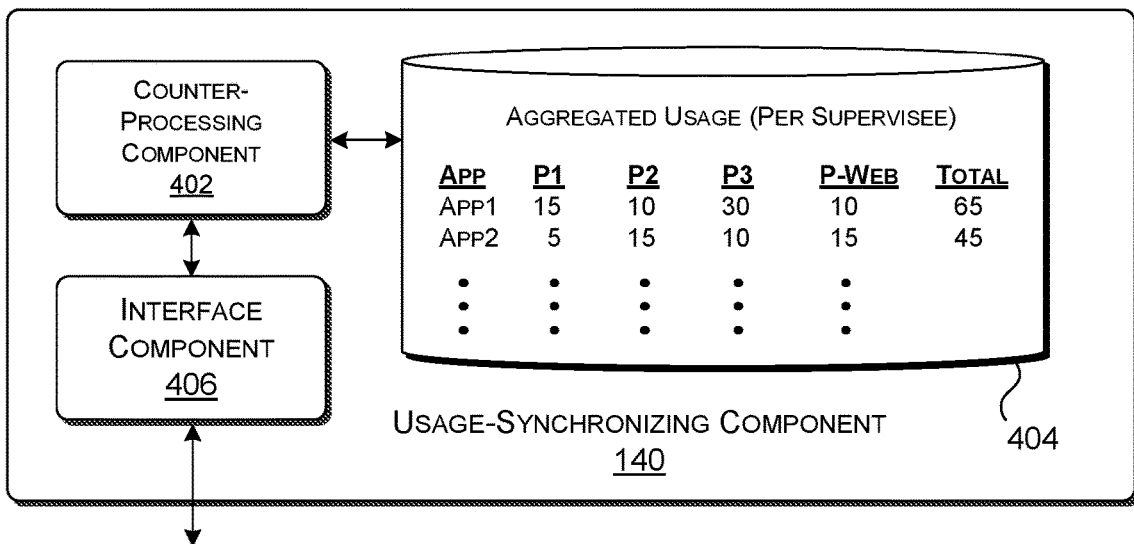 COUNTER-
PROCESSING
COMPONENT
402
INTERFACE
COMPONENT
406
AGGREGATED USAGE (PER SUPERVISEE)
APP P1 P2 P3 P-WEB TOTAL
APP1 15 10 30 10 65
APP2 5 15 10 15 45
USAGE-SYNCHRONIZING COMPONENT
140
404